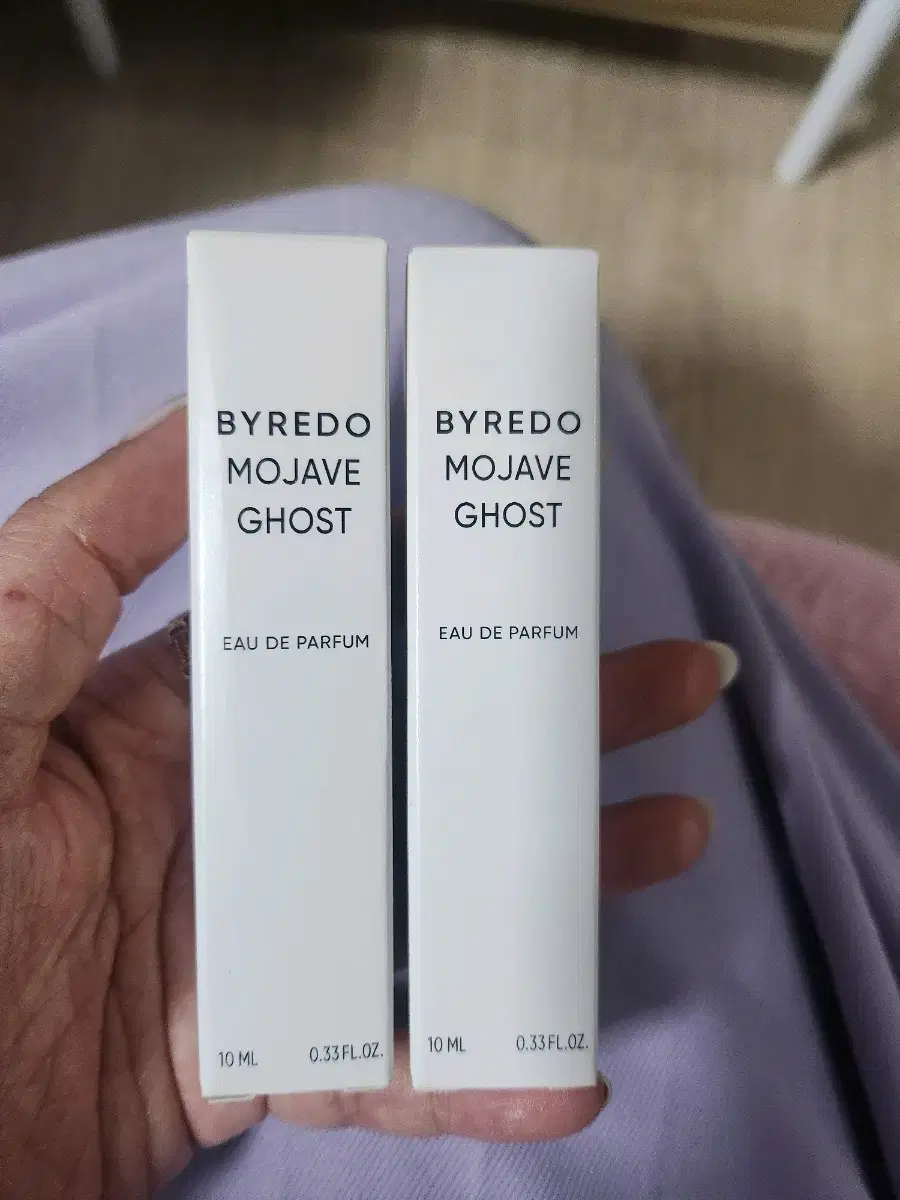 BYREDO
MOJAVE
GHOST
EAU DE PARFUM
10 ML 0.33 FL.OZ.
BYREDO
MOJAVE
GHOST
EAU DE PARFUM
10 ML 0.33 FL.OZ.